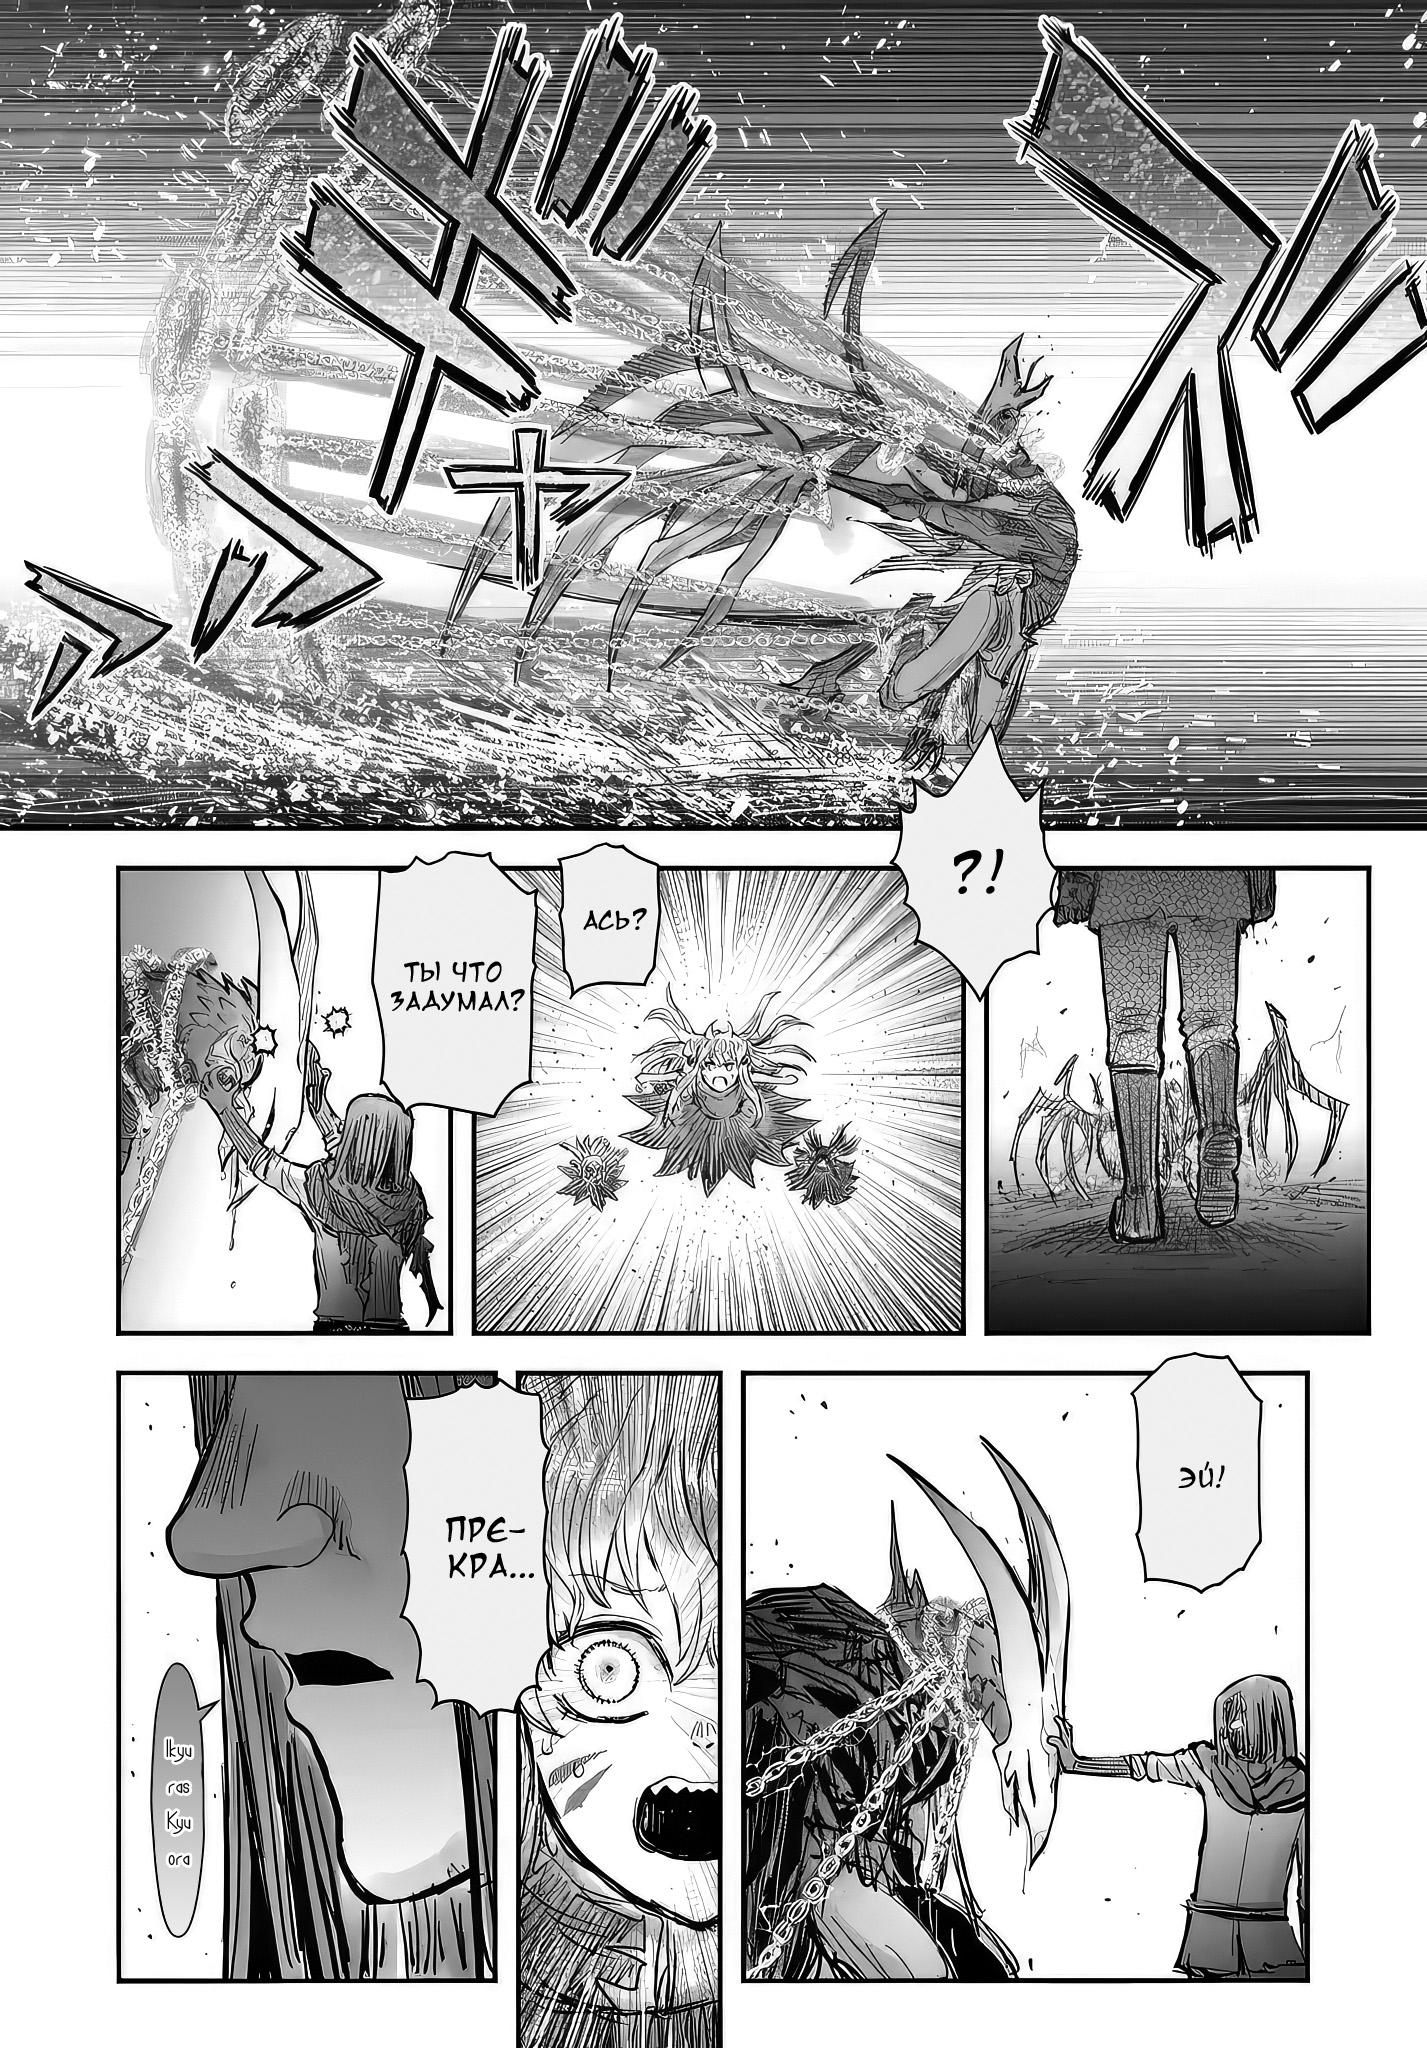 ?!
АСЬ?
ТЫ ЧТО
ЗАДУМАЛ?
ЭЙ!
ПРЕ-
КРА...
Ikyu
ras
Kyu
ora